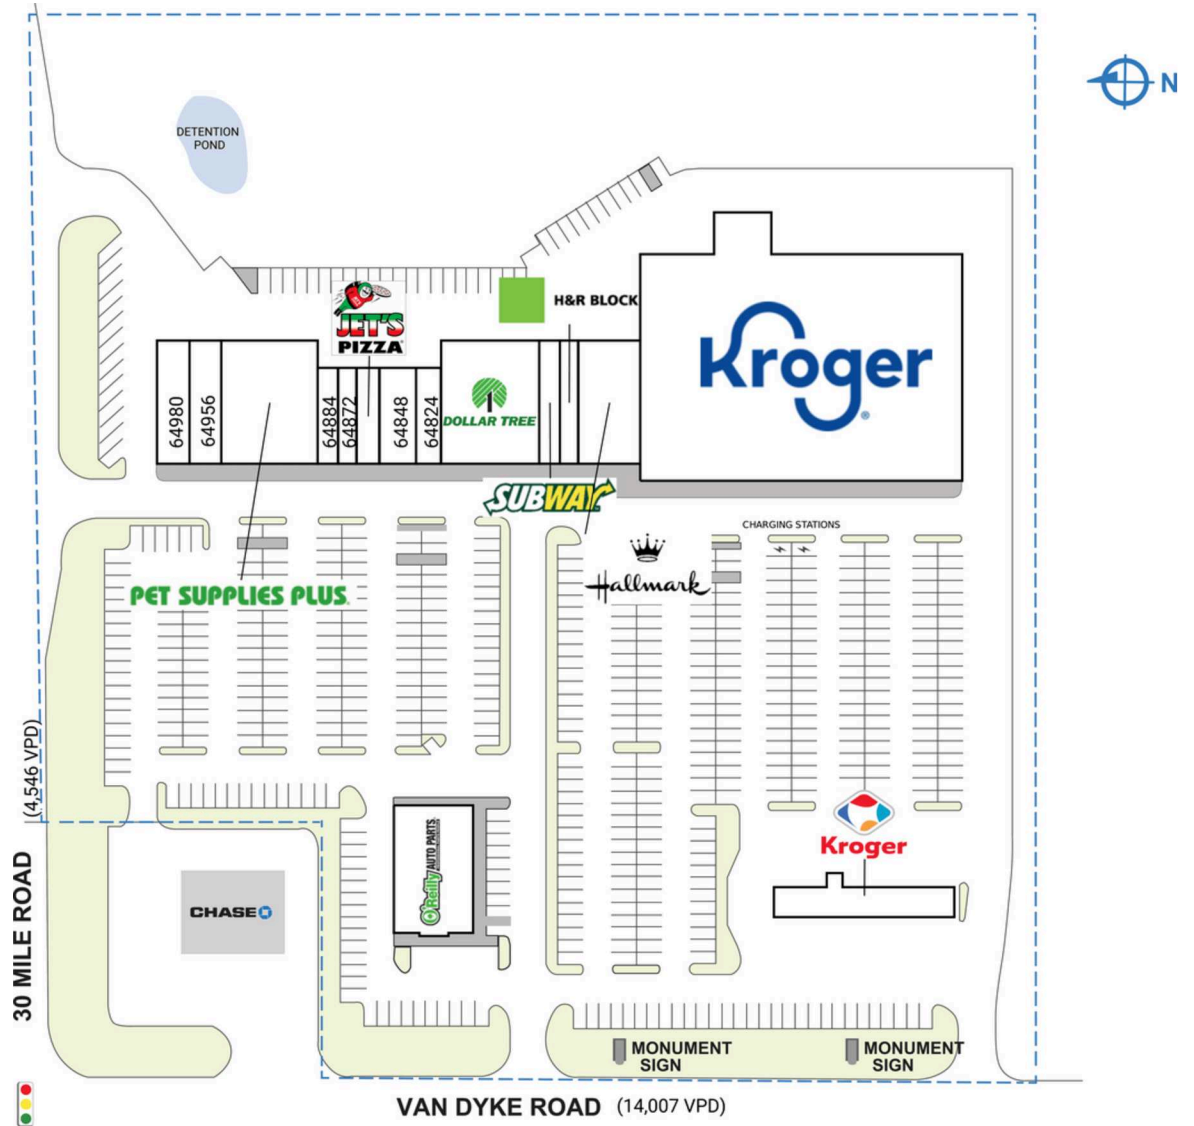 N
DETENTION
POND
H&R BLOCK
JET'S
PIZZA
Kroger
64980
64956
64884
64872
64848
64824
DOLLAR TREE
SUBWAY
CHARGING STATIONS
Hallmark
PET SUPPLIES PLUS
(4,546 VPD)
30 MILE ROAD
Kroger
O'Reilly AUTO PARTS
CHASE
MONUMENT
SIGN
MONUMENT
SIGN
VAN DYKE ROAD (14,007 VPD)